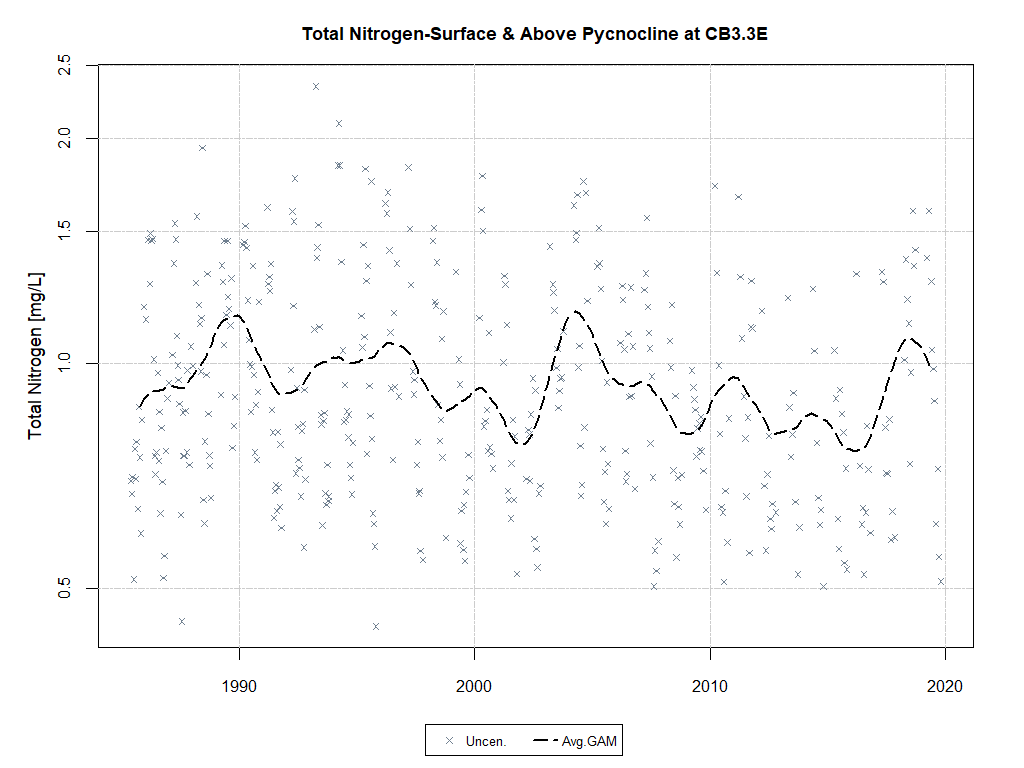 Total Nitrogen-Surface & Above Pycnocline at CB3.3E
Total Nitrogen [mg/L]
2.5
2.0
1.5
1.0
0.5
1990 2000 2010 2020
Uncen. Avg.GAM